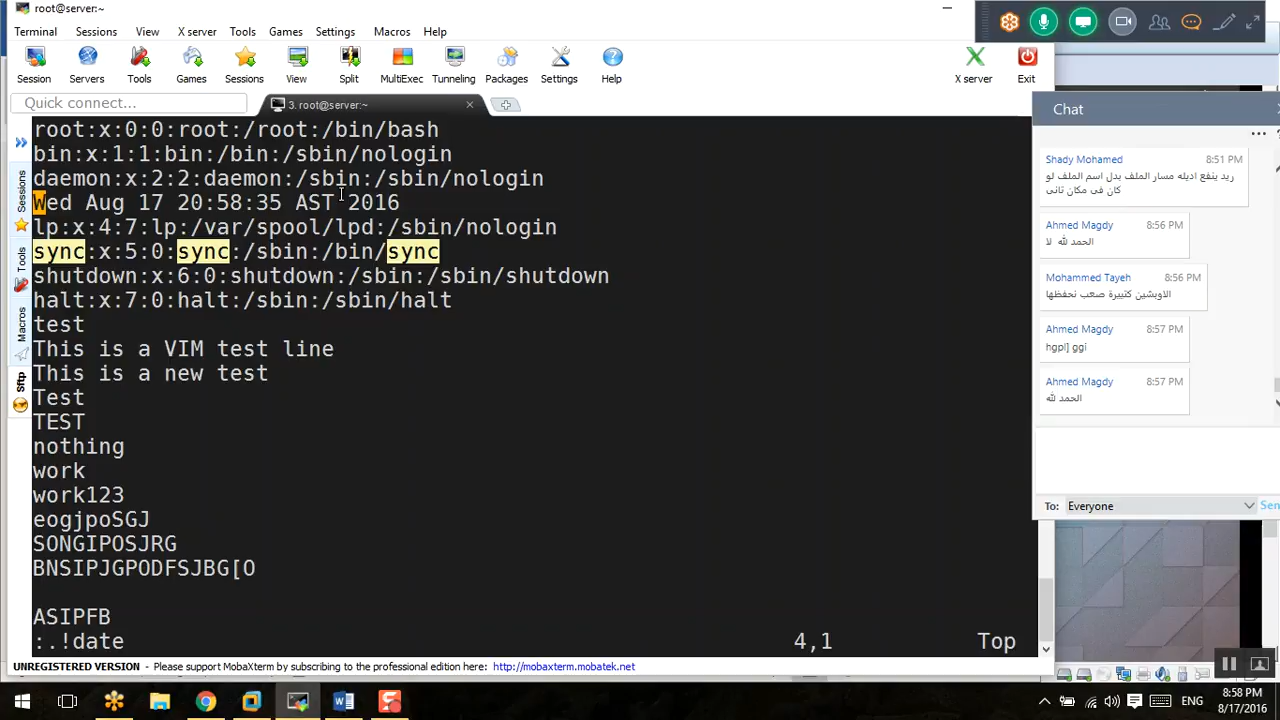 root@server:~
Terminal Sessions View X server Tools Games Settings Macros Help
Session Servers Tools Games Sessions View Split MultiExec Tunneling Packages Settings Help X server Exit
Quick connect...
3. root@server:~
Sessions
Tools
Macros
Sftp
root:x:0:0:root:/root:/bin/bash
bin:x:1:1:bin:/bin:/sbin/nologin
daemon:x:2:2:daemon:/sbin:/sbin/nologin
Wed Aug 17 20:58:35 AST 2016
lp:x:4:7:lp:/var/spool/lpd:/sbin/nologin
sync:x:5:0:sync:/sbin:/bin/sync
shutdown:x:6:0:shutdown:/sbin:/sbin/shutdown
halt:x:7:0:halt:/sbin:/sbin/halt
test
This is a VIM test line
This is a new test
Test
TEST
nothing
work
work123
eogjpoSGJ
SONGIPOSJRG
BNSIPJGPODFSJBG[O
ASIPFB
:.!date 4,1 Top
UNREGISTERED VERSION - Please support MobaXterm by subscribing to the professional edition here: http://mobaxterm.mobatek.net
Chat
Shady Mohamed 8:51 PM
ريد ينفع اديله مسار الملف بدل اسم الملف لو
كان فى مكان تانى
Ahmed Magdy 8:56 PM
الحمد لله لا
Mohammed Tayeh 8:56 PM
الاوبشين كتييرة صعب نحفظها
Ahmed Magdy 8:57 PM
hgpl] ggi
Ahmed Magdy 8:57 PM
الحمد لله
To: Everyone Sen
ENG
8:58 PM
8/17/2016